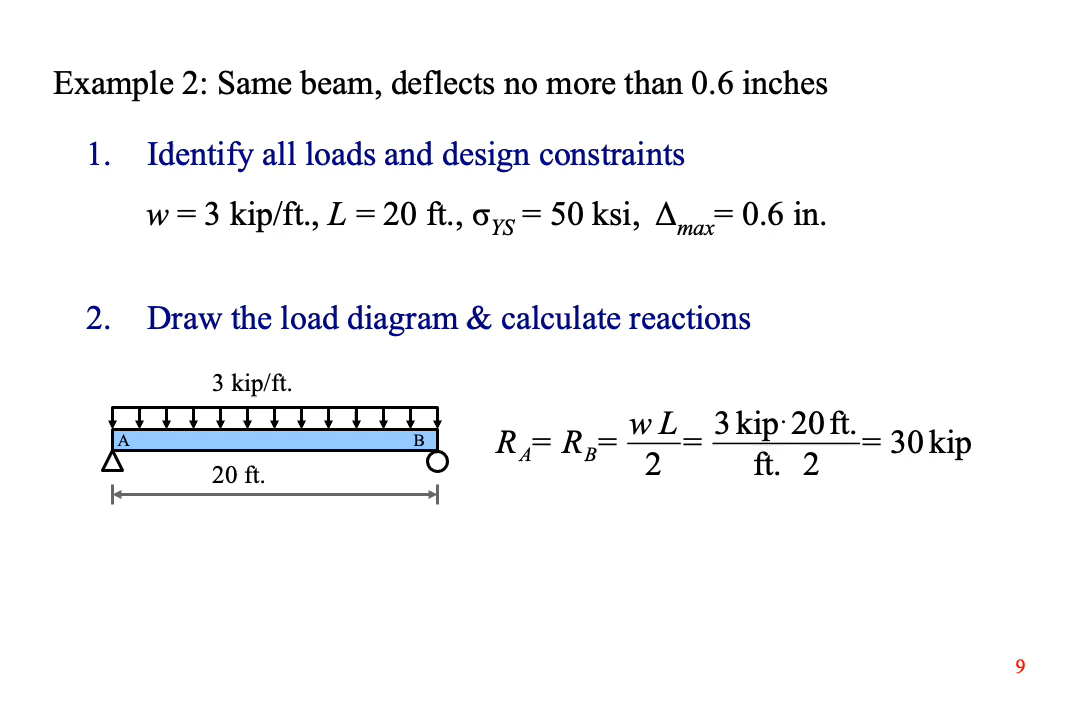 Example 2: Same beam, deflects no more than 0.6 inches
1. Identify all loads and design constraints
w = 3 kip/ft., L = 20 ft., σYS = 50 ksi, Δmax = 0.6 in.
2. Draw the load diagram & calculate reactions
3 kip/ft.
A B
20 ft.
RA = RB = w L / 2 = 3 kip · 20 ft. / ft. 2 = 30 kip
9